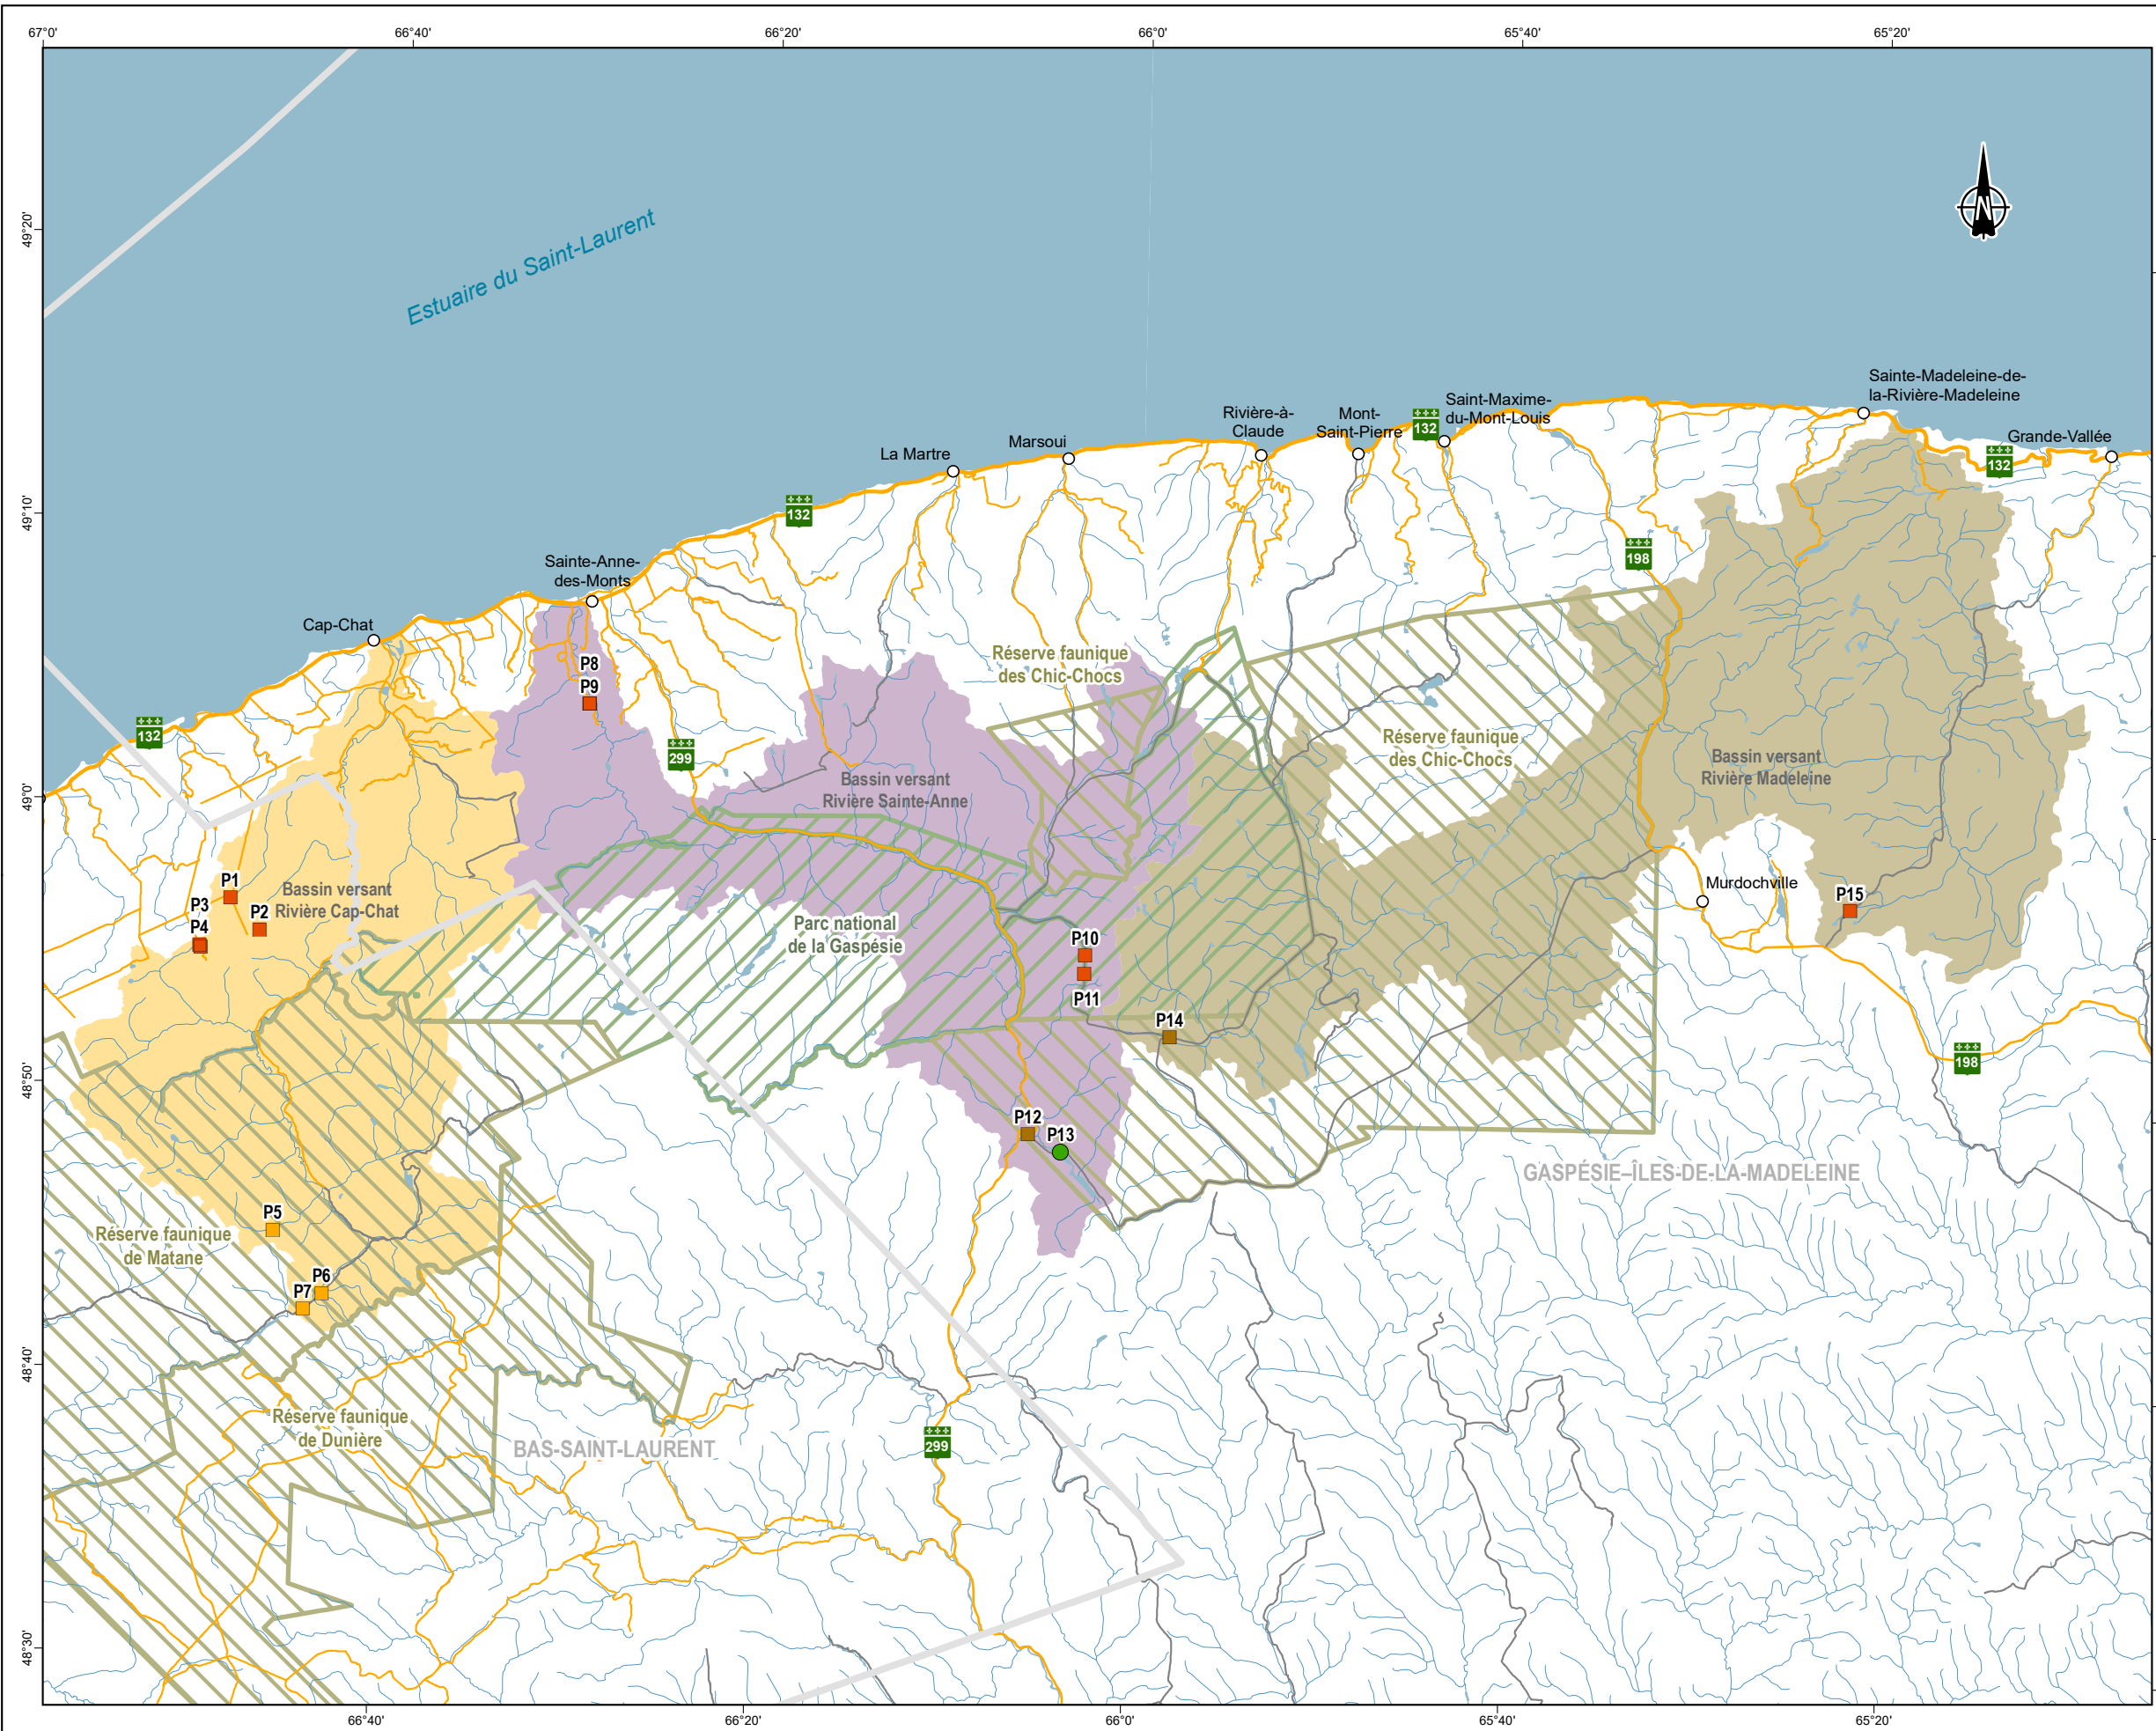 67°0'
66°40'
66°20'
66°0'
65°40'
65°20'
49°20'
N
Estuaire du Saint-Laurent
Sainte-Madeleine-de-
la-Rivière-Madeleine
Saint-Maxime-
du-Mont-Louis
Rivière-à-
Claude
Mont-
Saint-Pierre
132
Grande-Vallée
Marsoui
La Martre
132
132
49°10'
198
Sainte-Anne-
des-Monts
Cap-Chat
P8
P9
Réserve faunique
des Chic-Chocs
132
299
Réserve faunique
des Chic-Chocs
Bassin versant
Rivière Madeleine
Bassin versant
Rivière Sainte-Anne
49°0'
P1
Bassin versant
Rivière Cap-Chat
P2
P3
P4
Murdochville
P15
Parc national
de la Gaspésie
P10
P11
P14
198
48°50'
P12
P13
GASPÉSIE–ÎLES-DE-LA-MADELEINE
P5
Réserve faunique
de Matane
P6
P7
48°40'
Réserve faunique
de Dunière
BAS-SAINT-LAURENT
299
48°30'
66°40'
66°20'
66°0'
65°40'
65°20'